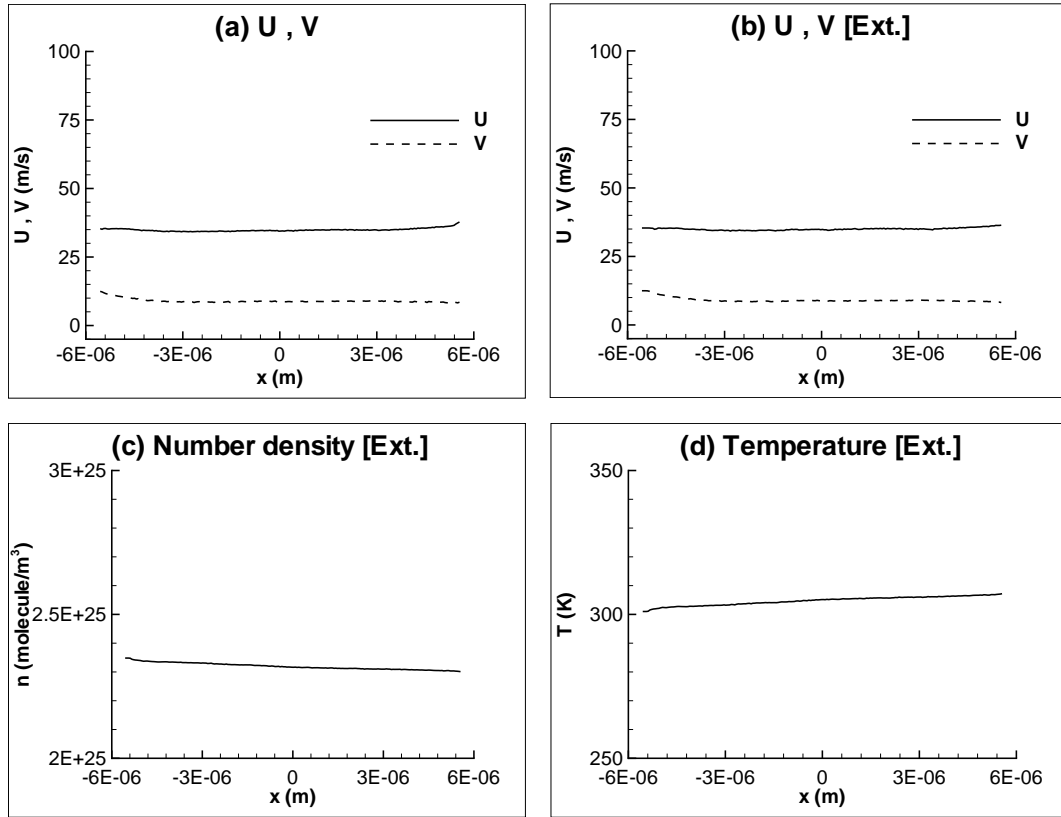 (a) U , V
100
75
50
25
0
U , V (m/s)
U
V
-6E-06 -3E-06 0 3E-06 6E-06
x (m)
(b) U , V [Ext.]
100
75
50
25
0
U , V (m/s)
U
V
-6E-06 -3E-06 0 3E-06 6E-06
x (m)
(c) Number density [Ext.]
3E+25
2.5E+25
2E+25
n (molecule/m³)
-6E-06 -3E-06 0 3E-06 6E-06
x (m)
(d) Temperature [Ext.]
350
300
250
T (K)
-6E-06 -3E-06 0 3E-06 6E-06
x (m)